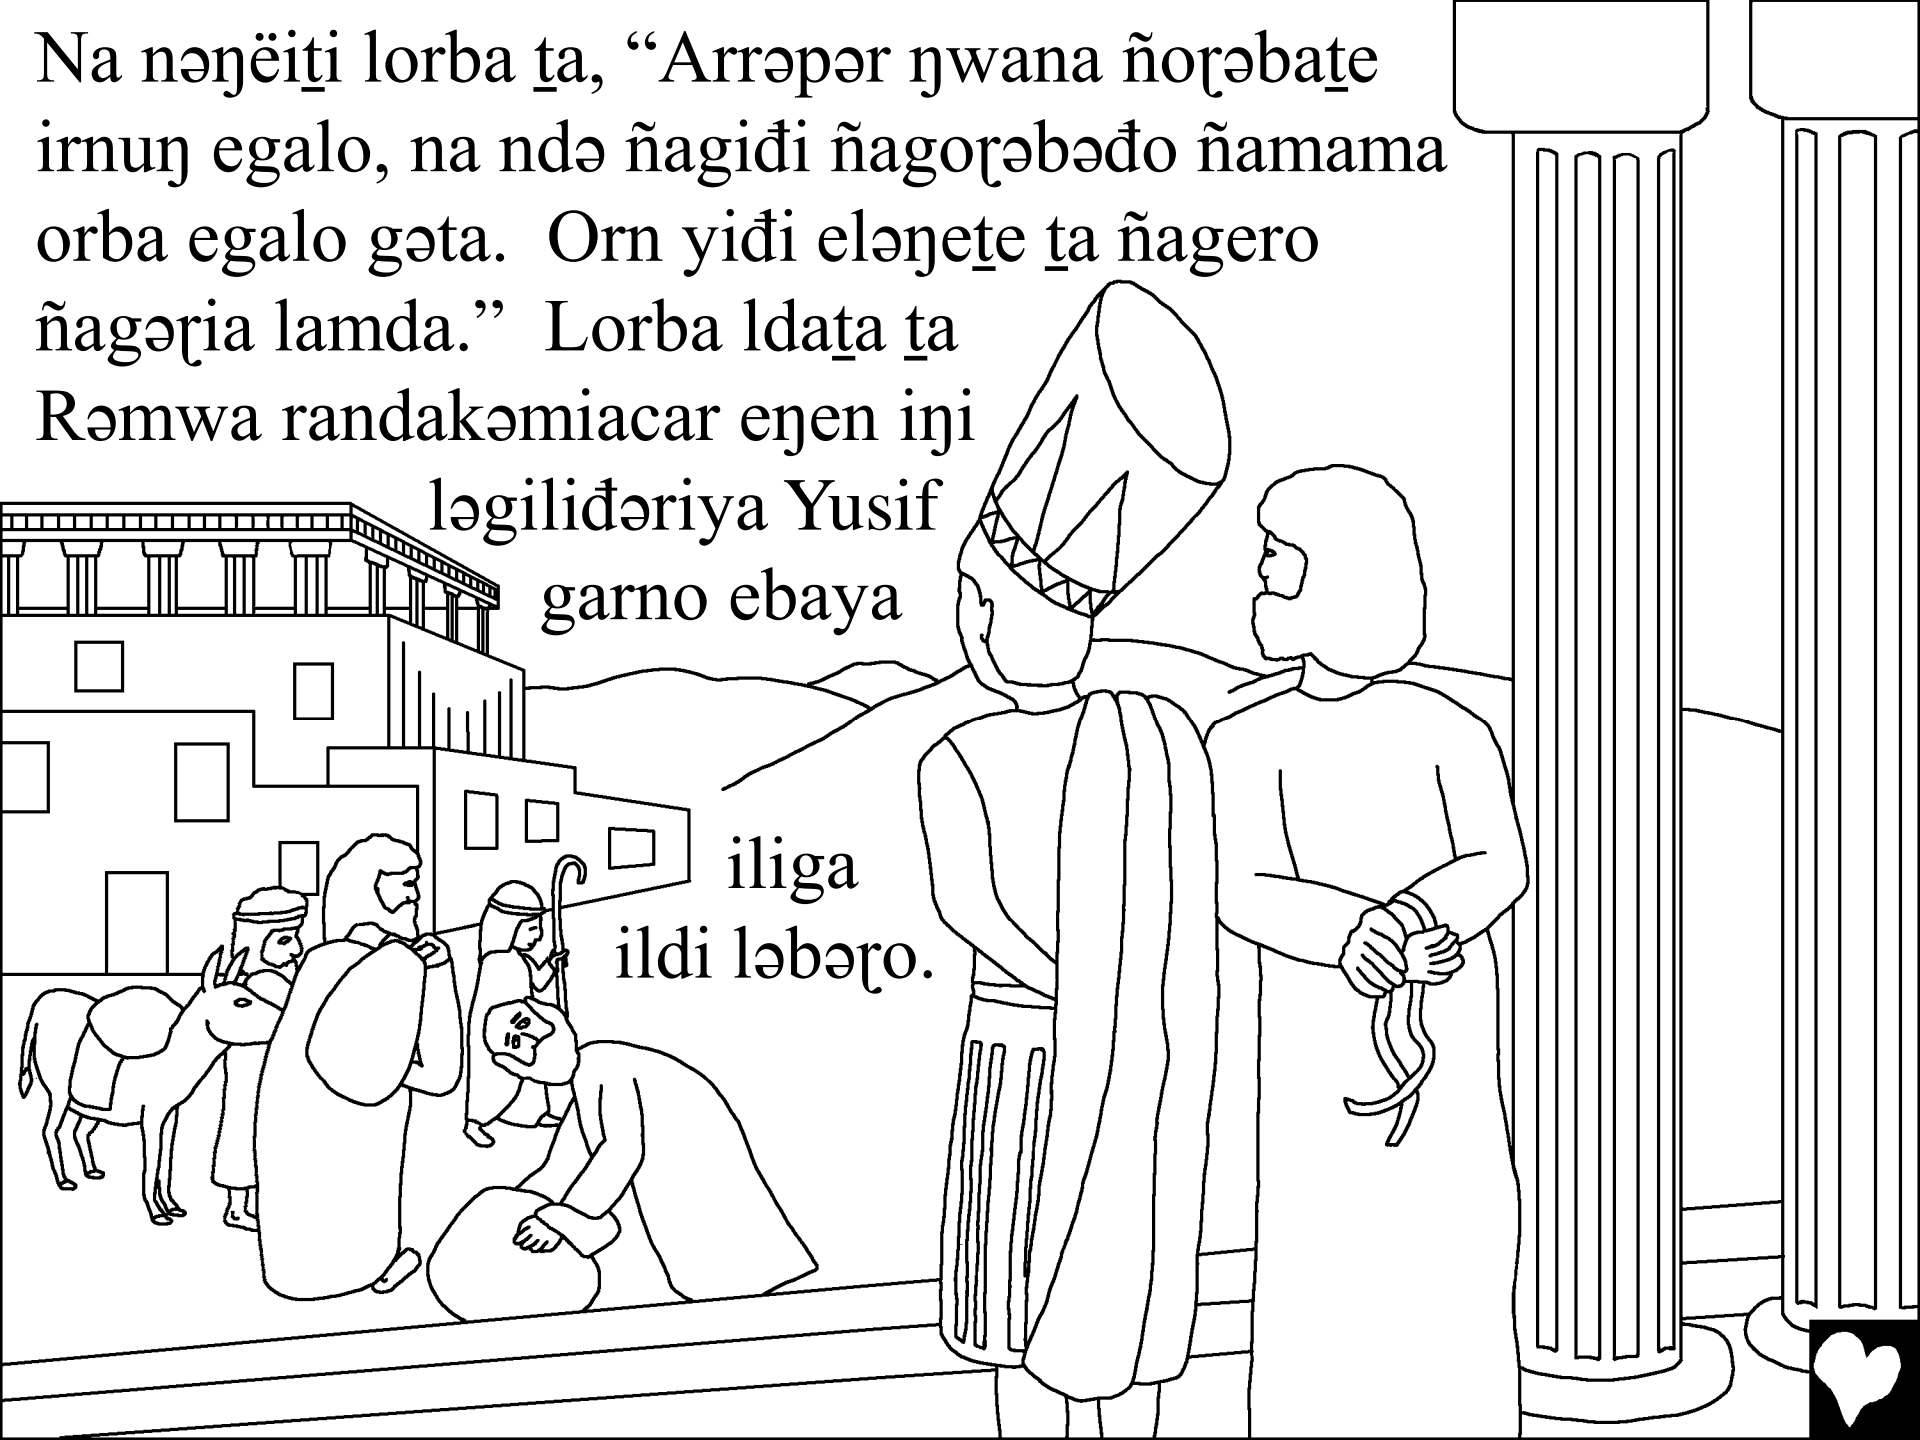 Na nəŋëiṯi lorba ṯa, “Arrəpər ŋwana ñoɽəbaṯe
irnuŋ egalo, na ndə ñagiđi ñagoɽəbəđo ñamama
orba egalo gəta.  Orn yiđi eləŋeṯe ṯa ñagero
ñagəɽia lamda.”  Lorba ldaṯa ṯa
Rəmwa randakəmiacar eŋen iŋi
ləgiliđəriya Yusif
garno ebaya
iliga
ildi ləbəɽo.